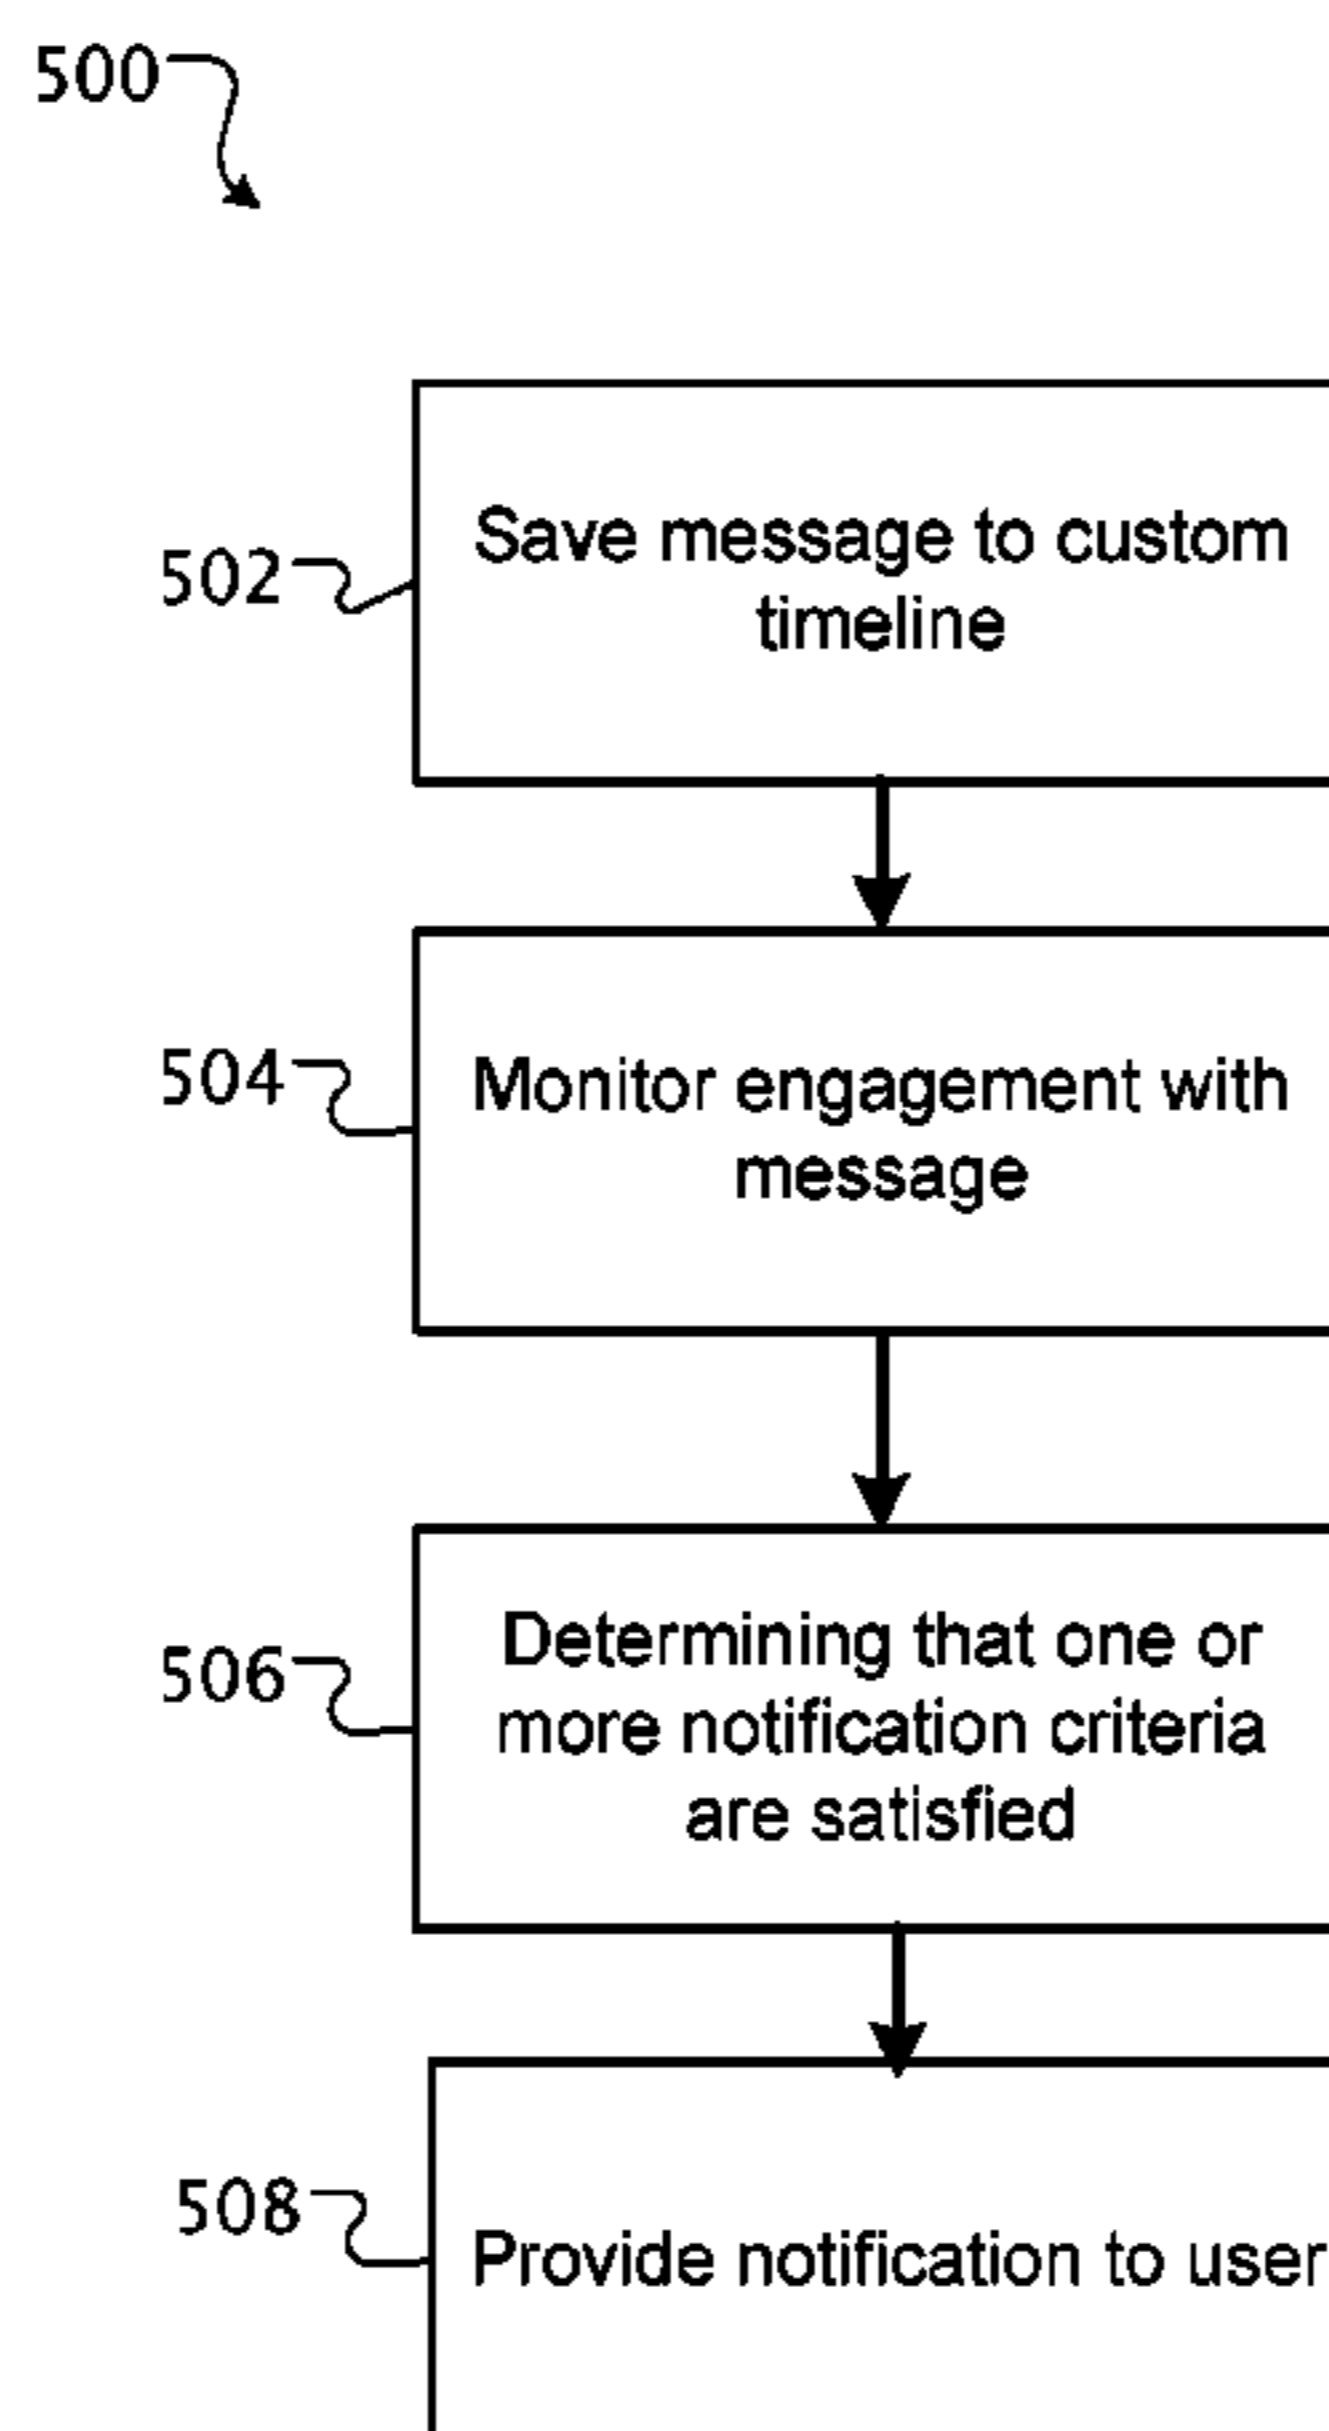 500
502
Save message to custom
timeline
504
Monitor engagement with
message
506
Determining that one or
more notification criteria
are satisfied
508
Provide notification to user